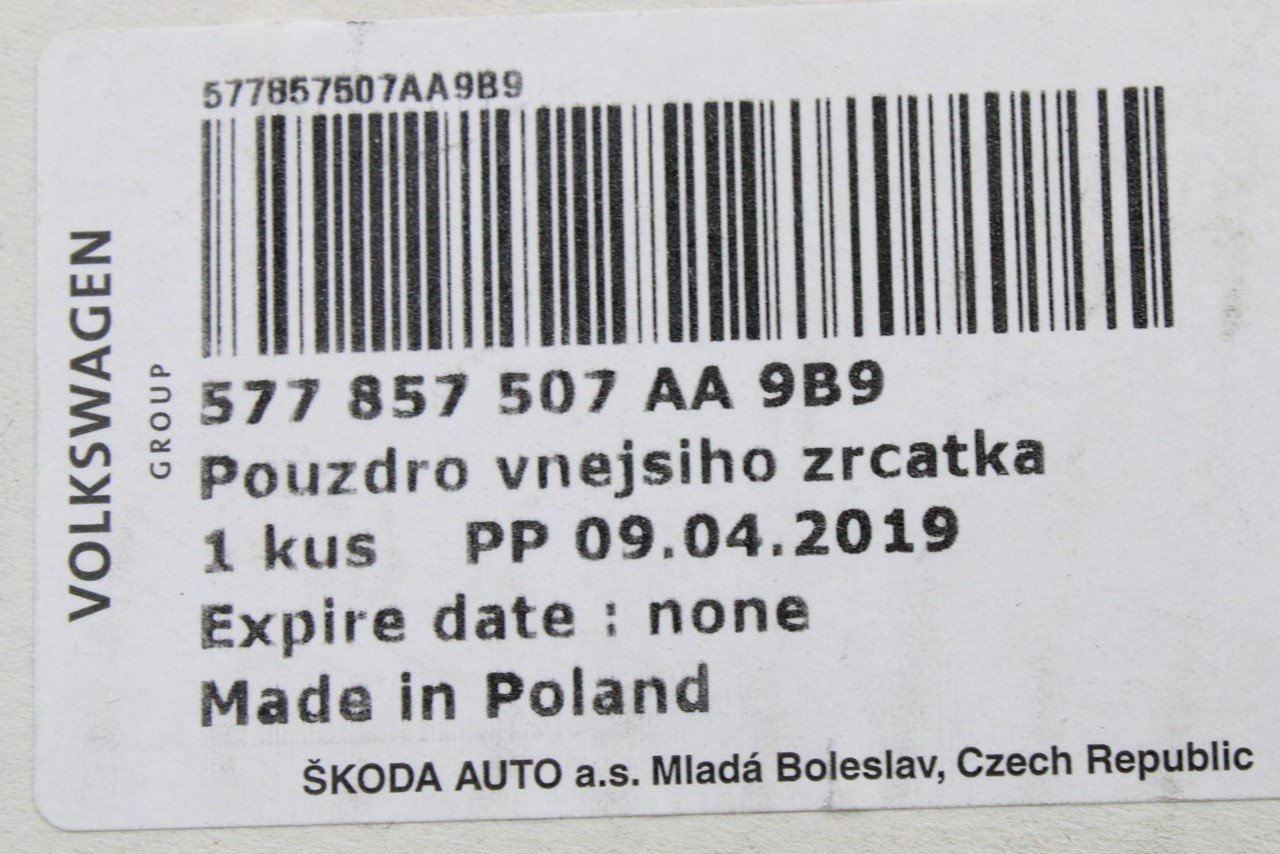 577857507AA9B9
577 857 507 AA 9B9
Pouzdro vnejsiho zrcatka
1 kus PP 09.04.2019
Expire date : none
Made in Poland
ŠKODA AUTO a.s. Mladá Boleslav, Czech Republic
VOLKSWAGEN
GROUP